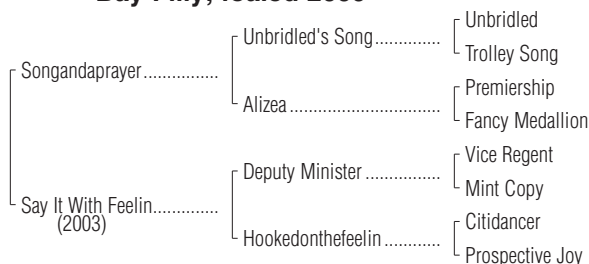 Bay Filly; foaled
Unbridled
Unbridled's Song..............
Trolley Song
Songandaprayer................
Premiership
Alizea................................
Fancy Medallion
Vice Regent
Deputy Minister ................
Mint Copy
Say It With Feelin..............
(2003)
Citidancer
Hookedonthefeelin ............
Prospective Joy